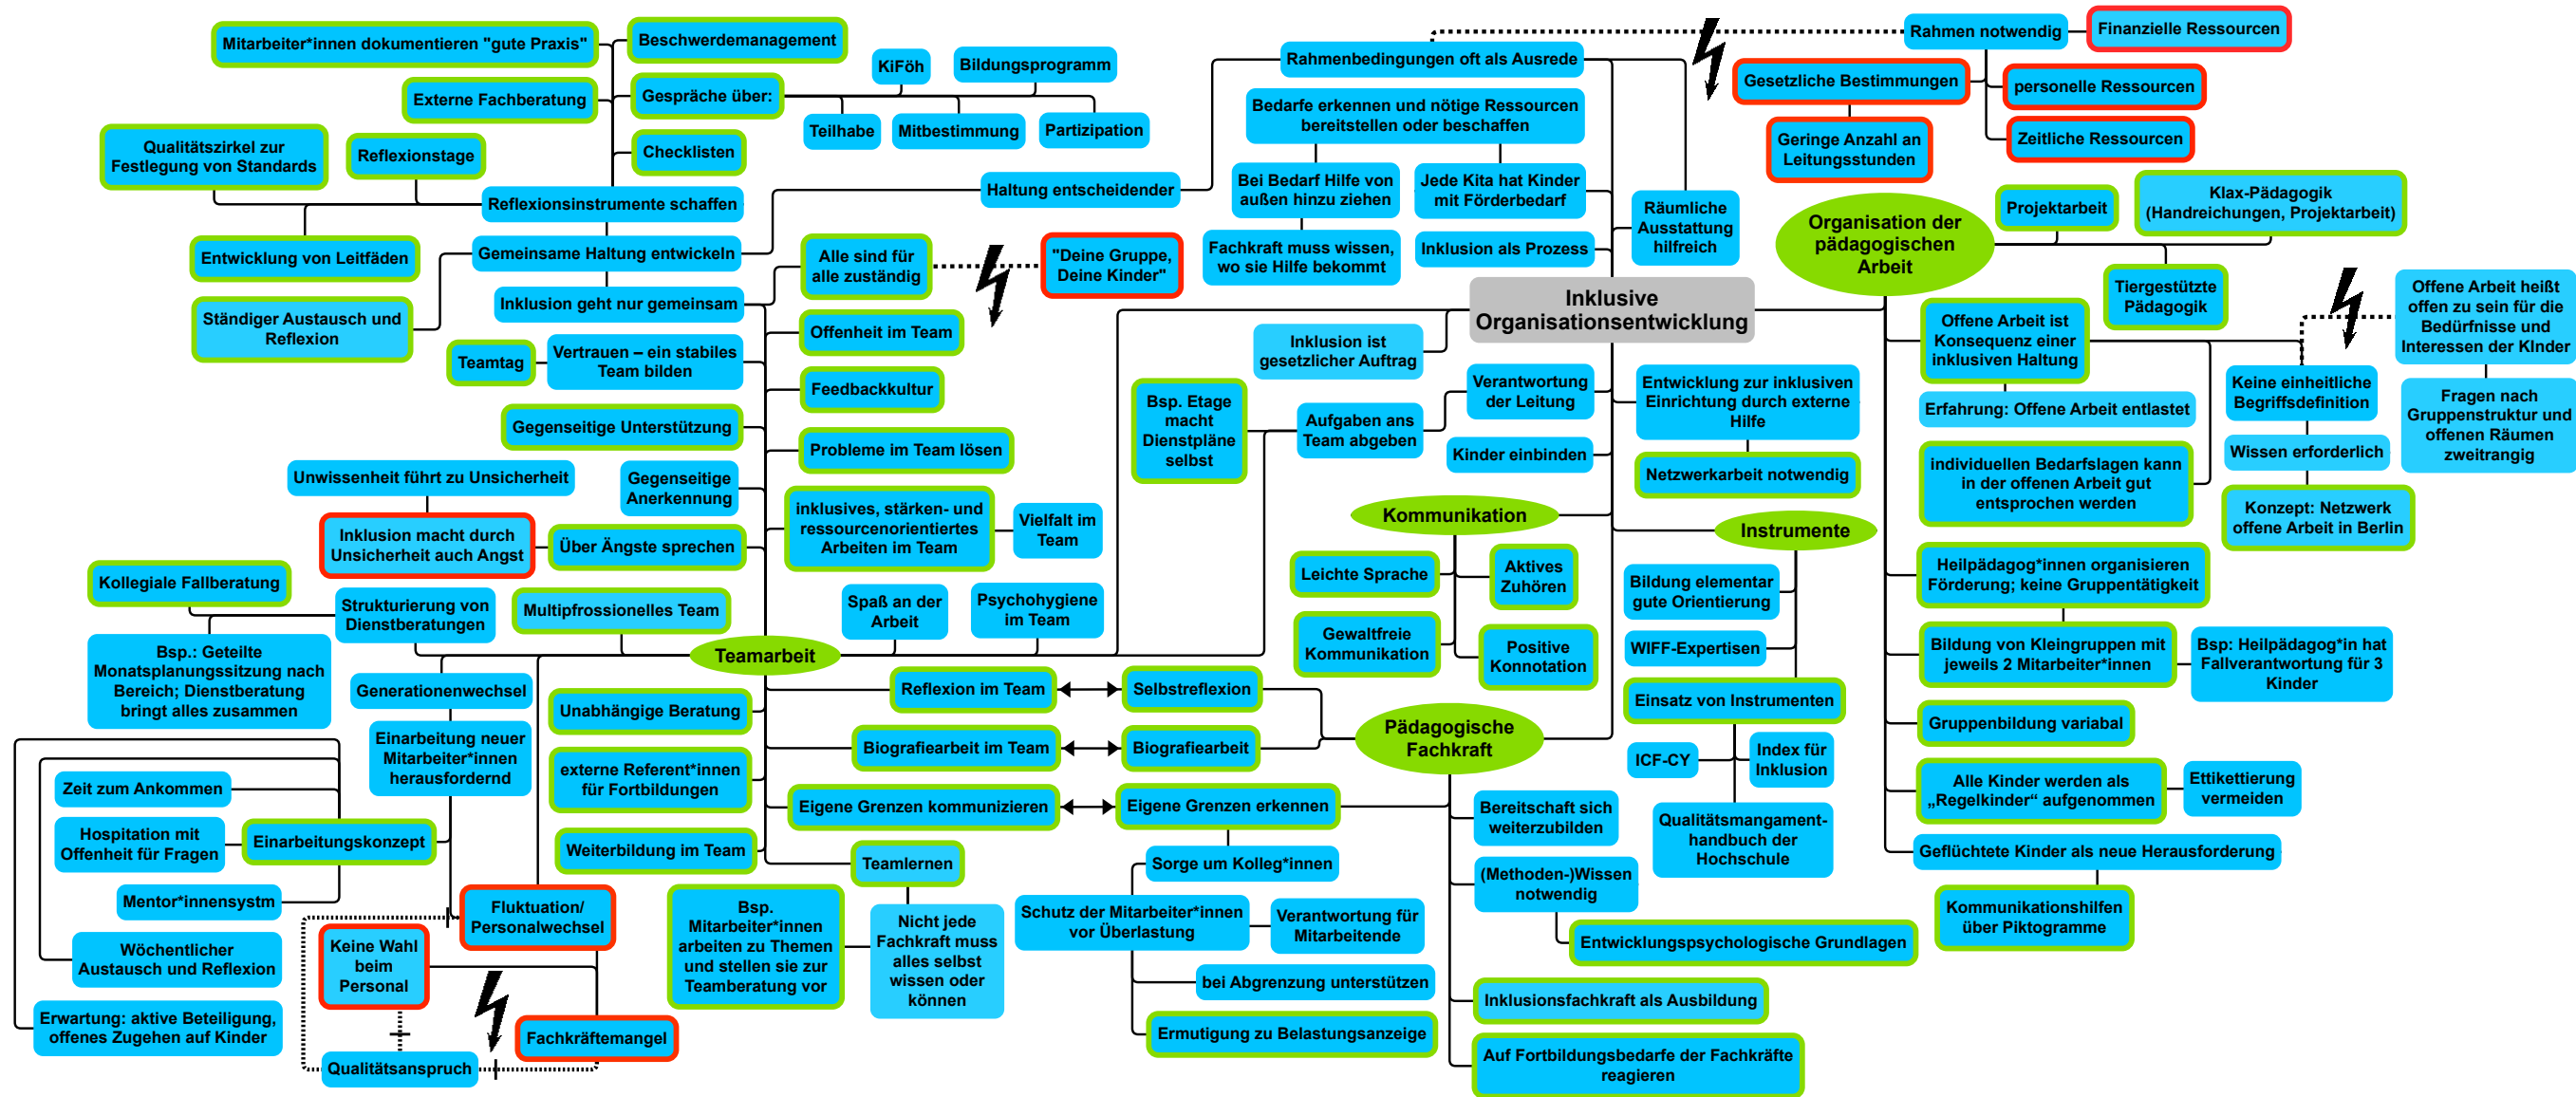 Mitarbeiter*innen dokumentieren "gute Praxis"
Beschwerdemanagement
KiFöh
Bildungsprogramm
Externe Fachberatung
Gespräche über:
Teilhabe
Mitbestimmung
Partizipation
Qualitätszirkel zur
Festlegung von Standards
Reflexionstage
Checklisten
Reflexionsinstrumente schaffen
Haltung entscheidender
Entwicklung von Leitfäden
Gemeinsame Haltung entwickeln
Ständiger Austausch und
Reflexion
Inklusion geht nur gemeinsam
Alle sind für
alle zuständig
"Deine Gruppe,
Deine Kinder"
Rahmenbedingungen oft als Ausrede
Rahmen notwendig
Finanzielle Ressourcen
Gesetzliche Bestimmungen
personelle Ressourcen
Geringe Anzahl an
Leitungsstunden
Zeitliche Ressourcen
Bedarfe erkennen und nötige Ressourcen
bereitstellen oder beschaffen
Bei Bedarf Hilfe von
außen hinzu ziehen
Jede Kita hat Kinder
mit Förderbedarf
Fachkraft muss wissen,
wo sie Hilfe bekommt
Inklusion als Prozess
Räumliche
Ausstattung
hilfreich
Inklusive
Organisationsentwicklung
Inklusion ist
gesetzlicher Auftrag
Organisation der
pädagogischen
Arbeit
Projektarbeit
Klax-Pädagogik
(Handreichungen, Projektarbeit)
Tiergestützte
Pädagogik
Offene Arbeit ist
Konsequenz einer
inklusiven Haltung
Offene Arbeit heißt
offen zu sein für die
Bedürfnisse und
Interessen der KInder
Erfahrung: Offene Arbeit entlastet
Keine einheitliche
Begriffsdefinition
Fragen nach
Gruppenstruktur und
offenen Räumen
zweitrangig
individuellen Bedarfslagen kann
in der offenen Arbeit gut
entsprochen werden
Wissen erforderlich
Konzept: Netzwerk
offene Arbeit in Berlin
Heilpädagog*innen organisieren
Förderung; keine Gruppentätigkeit
Bildung von Kleingruppen mit
jeweils 2 Mitarbeiter*innen
Bsp: Heilpädagog*in hat
Fallverantwortung für 3
Kinder
Gruppenbildung variabal
Alle Kinder werden als
„Regelkinder“ aufgenommen
Ettikettierung
vermeiden
Geflüchtete Kinder als neue Herausforderung
Kommunikationshilfen
über Piktogramme
Offenheit im Team
Teamtag
Vertrauen – ein stabiles
Team bilden
Feedbackkultur
Gegenseitige Unterstützung
Probleme im Team lösen
Unwissenheit führt zu Unsicherheit
Gegenseitige
Anerkennung
Inklusion macht durch
Unsicherheit auch Angst
Über Ängste sprechen
inklusives, stärken- und
ressourcenorientiertes
Arbeiten im Team
Vielfalt im
Team
Kollegiale Fallberatung
Strukturierung von
Dienstberatungen
Multipfrossionelles Team
Spaß an der
Arbeit
Psychohygiene
im Team
Bsp.: Geteilte
Monatsplanungssitzung nach
Bereich; Dienstberatung
bringt alles zusammen
Teamarbeit
Bsp. Etage
macht
Dienstpläne
selbst
Aufgaben ans
Team abgeben
Verantwortung
der Leitung
Kinder einbinden
Entwicklung zur inklusiven
Einrichtung durch externe
Hilfe
Netzwerkarbeit notwendig
Kommunikation
Leichte Sprache
Aktives
Zuhören
Gewaltfreie
Kommunikation
Positive
Konnotation
Instrumente
Bildung elementar
gute Orientierung
WIFF-Expertisen
Einsatz von Instrumenten
ICF-CY
Index für
Inklusion
Qualitätsmangament-
handbuch der
Hochschule
Generationenwechsel
Einarbeitung neuer
Mitarbeiter*innen
herausfordernd
Zeit zum Ankommen
Hospitation mit
Offenheit für Fragen
Einarbeitungskonzept
Mentor*innensystm
Wöchentlicher
Austausch und Reflexion
Erwartung: aktive Beteiligung,
offenes Zugehen auf Kinder
Fluktuation/
Personalwechsel
Keine Wahl
beim
Personal
Fachkräftemangel
Qualitätsanspruch
Unabhängige Beratung
externe Referent*innen
für Fortbildungen
Weiterbildung im Team
Reflexion im Team
Selbstreflexion
Biografiearbeit im Team
Biografiearbeit
Eigene Grenzen kommunizieren
Eigene Grenzen erkennen
Teamlernen
Bsp.
Mitarbeiter*innen
arbeiten zu Themen
und stellen sie zur
Teamberatung vor
Nicht jede
Fachkraft muss
alles selbst
wissen oder
können
Pädagogische
Fachkraft
Sorge um Kolleg*innen
Schutz der Mitarbeiter*innen
vor Überlastung
Verantwortung für
Mitarbeitende
bei Abgrenzung unterstützen
Ermutigung zu Belastungsanzeige
Bereitschaft sich
weiterzubilden
(Methoden-)Wissen
notwendig
Entwicklungspsychologische Grundlagen
Inklusionsfachkraft als Ausbildung
Auf Fortbildungsbedarfe der Fachkräfte
reagieren